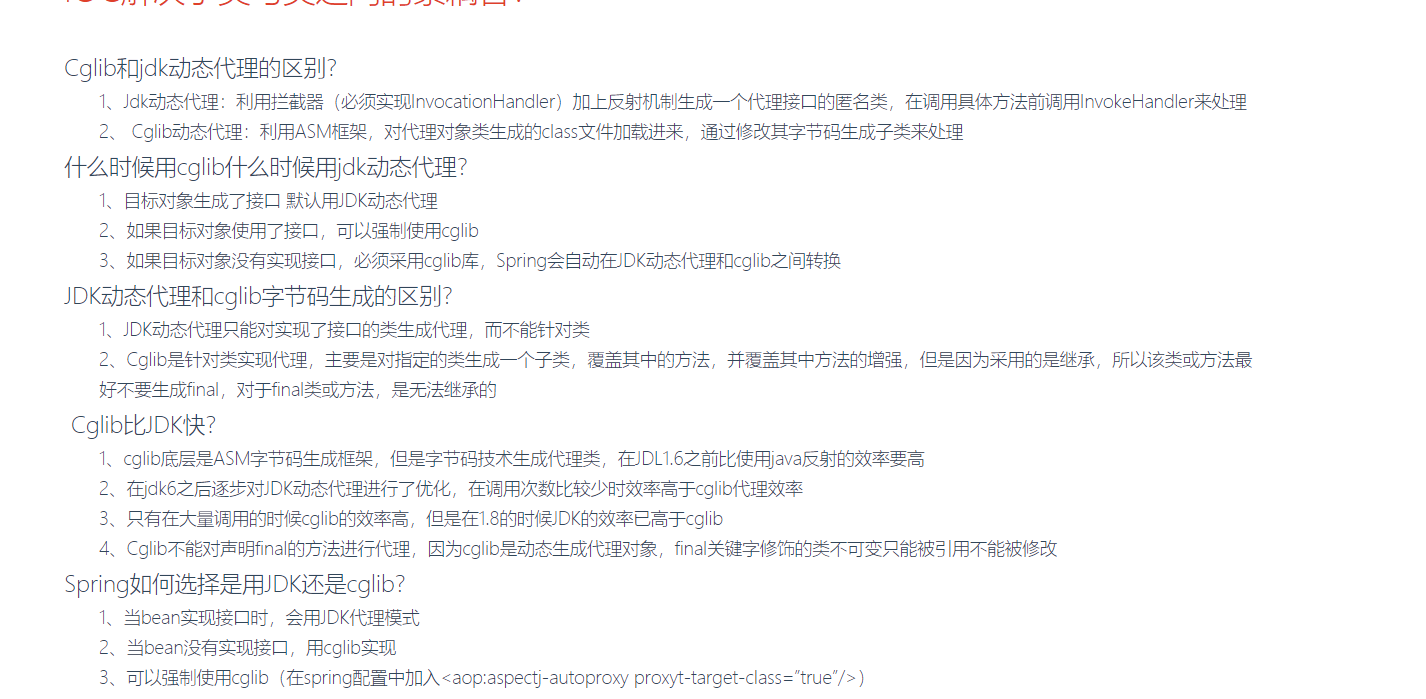 Cglib和jdk动态代理的区别？
1、Jdk动态代理：利用拦截器（必须实现InvocationHandler）加上反射机制生成一个代理接口的匿名类，在调用具体方法前调用InvokeHandler来处理
2、 Cglib动态代理：利用ASM框架，对代理对象类生成的class文件加载进来，通过修改其字节码生成子类来处理
什么时候用cglib什么时候用jdk动态代理？
1、目标对象生成了接口 默认用JDK动态代理
2、如果目标对象使用了接口，可以强制使用cglib
3、如果目标对象没有实现接口，必须采用cglib库，Spring会自动在JDK动态代理和cglib之间转换
JDK动态代理和cglib字节码生成的区别？
1、JDK动态代理只能对实现了接口的类生成代理，而不能针对类
2、Cglib是针对类实现代理，主要是对指定的类生成一个子类，覆盖其中的方法，并覆盖其中方法的增强，但是因为采用的是继承，所以该类或方法最
好不要生成final，对于final类或方法，是无法继承的
Cglib比JDK快？
1、cglib底层是ASM字节码生成框架，但是字节码技术生成代理类，在JDL1.6之前比使用java反射的效率要高
2、在jdk6之后逐步对JDK动态代理进行了优化，在调用次数比较少时效率高于cglib代理效率
3、只有在大量调用的时候cglib的效率高，但是在1.8的时候JDK的效率已高于cglib
4、Cglib不能对声明final的方法进行代理，因为cglib是动态生成代理对象，final关键字修饰的类不可变只能被引用不能被修改
Spring如何选择是用JDK还是cglib？
1、当bean实现接口时，会用JDK代理模式
2、当bean没有实现接口，用cglib实现
3、可以强制使用cglib（在spring配置中加入<aop:aspectj-autoproxy proxyt-target-class=”true”/>）